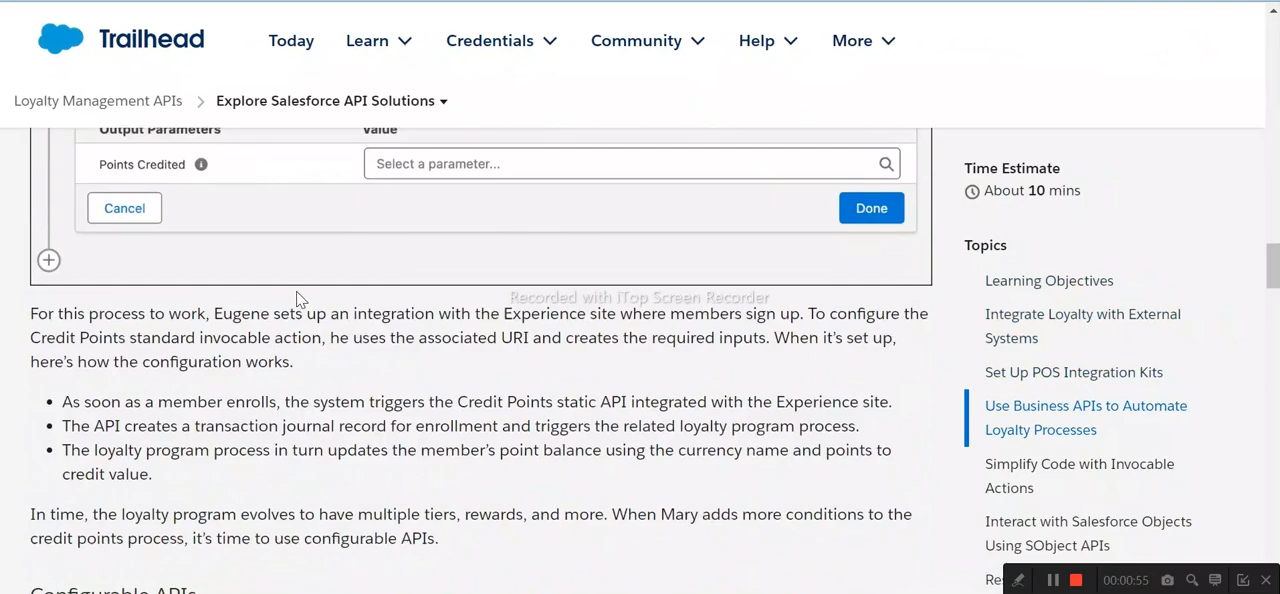 Trailhead
Today Learn Credentials Community Help More
Loyalty Management APIs Explore Salesforce API Solutions
Output Parameters Value
Points Credited Select a parameter...
Cancel Done
For this process to work, Eugene sets up an integration with the Experience site where members sign up. To configure the
Credit Points standard invocable action, he uses the associated URI and creates the required inputs. When it's set up,
here's how the configuration works.
• As soon as a member enrolls, the system triggers the Credit Points static API integrated with the Experience site.
• The API creates a transaction journal record for enrollment and triggers the related loyalty program process.
• The loyalty program process in turn updates the member's point balance using the currency name and points to
credit value.
In time, the loyalty program evolves to have multiple tiers, rewards, and more. When Mary adds more conditions to the
credit points process, it's time to use configurable APIs.
Configurable APIs
Time Estimate
About 10 mins
Topics
Learning Objectives
Integrate Loyalty with External
Systems
Set Up POS Integration Kits
Use Business APIs to Automate
Loyalty Processes
Simplify Code with Invocable
Actions
Interact with Salesforce Objects
Using SObject APIs
Recorded with iTop Screen Recorder
00:00:55